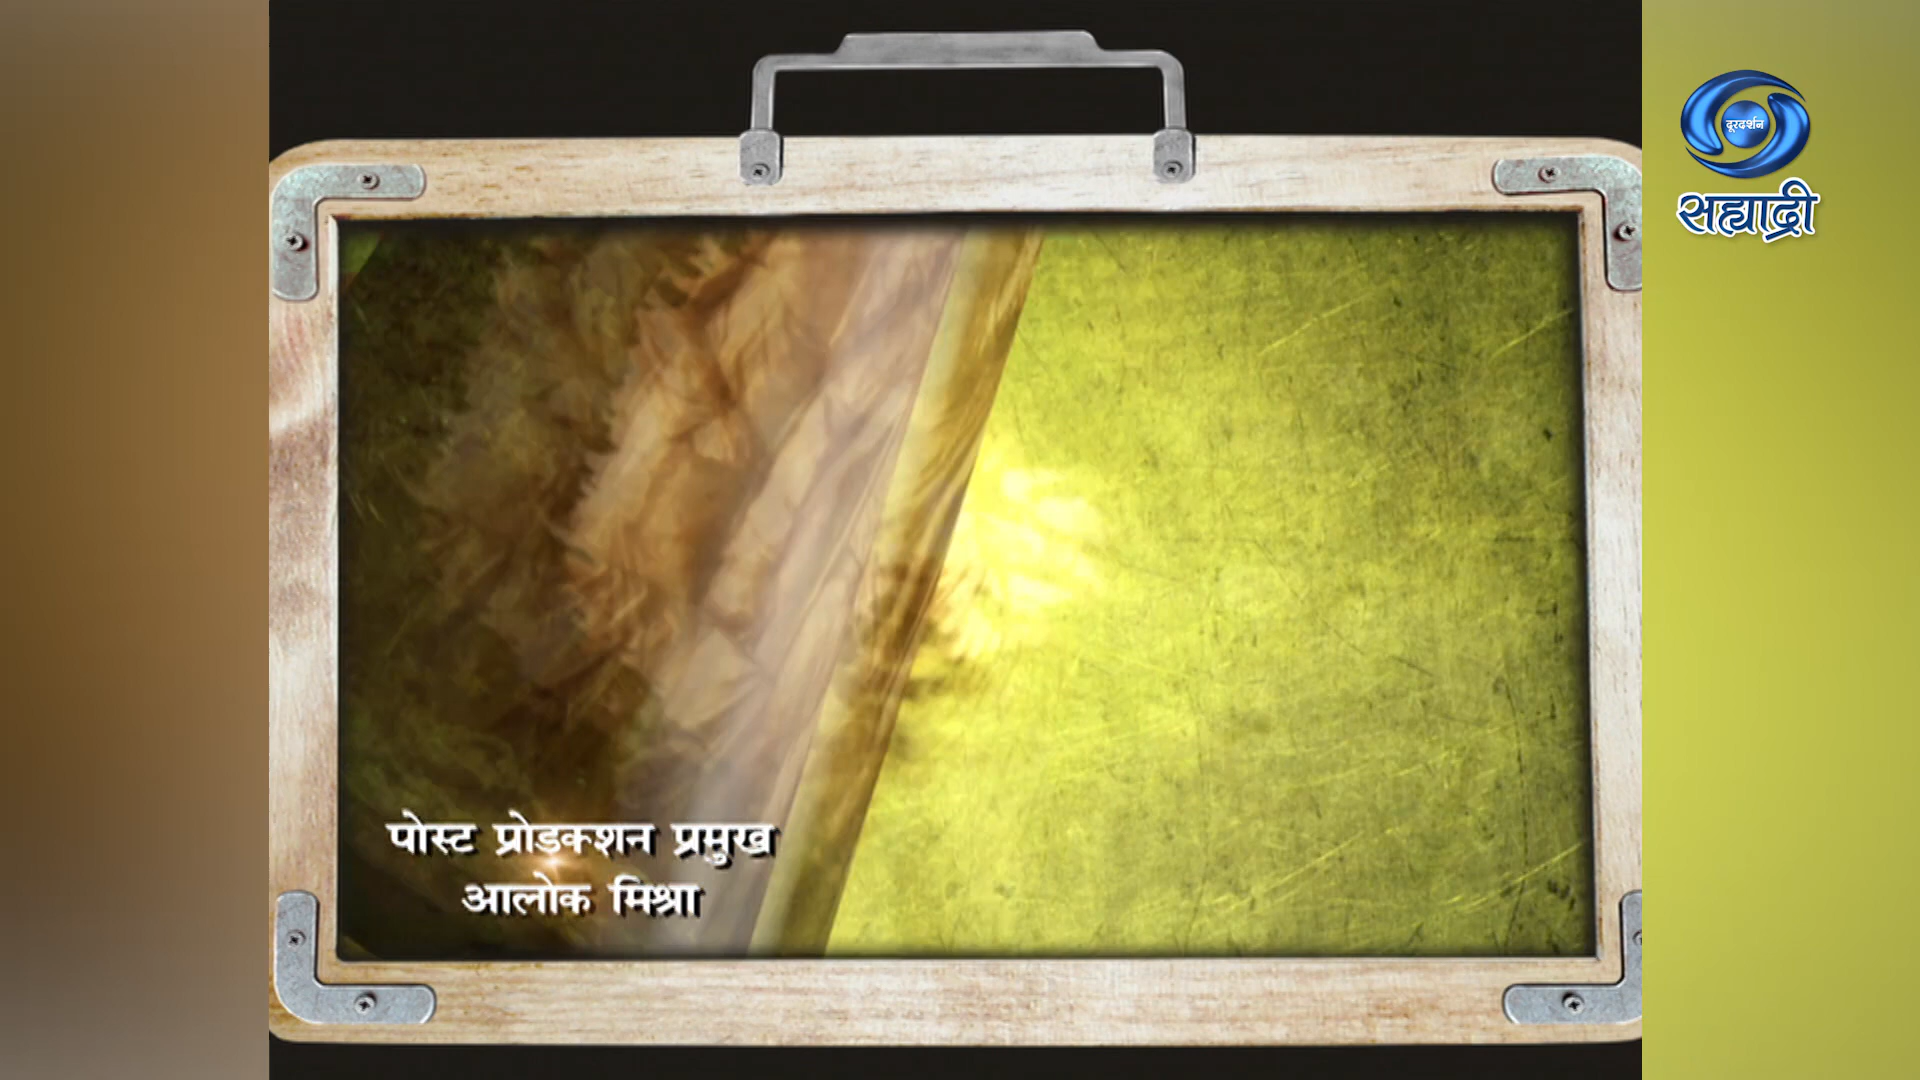 दूरदर्शन
सह्याद्री
पोस्ट प्रोडक्शन प्रमुख
आलोक मिश्रा